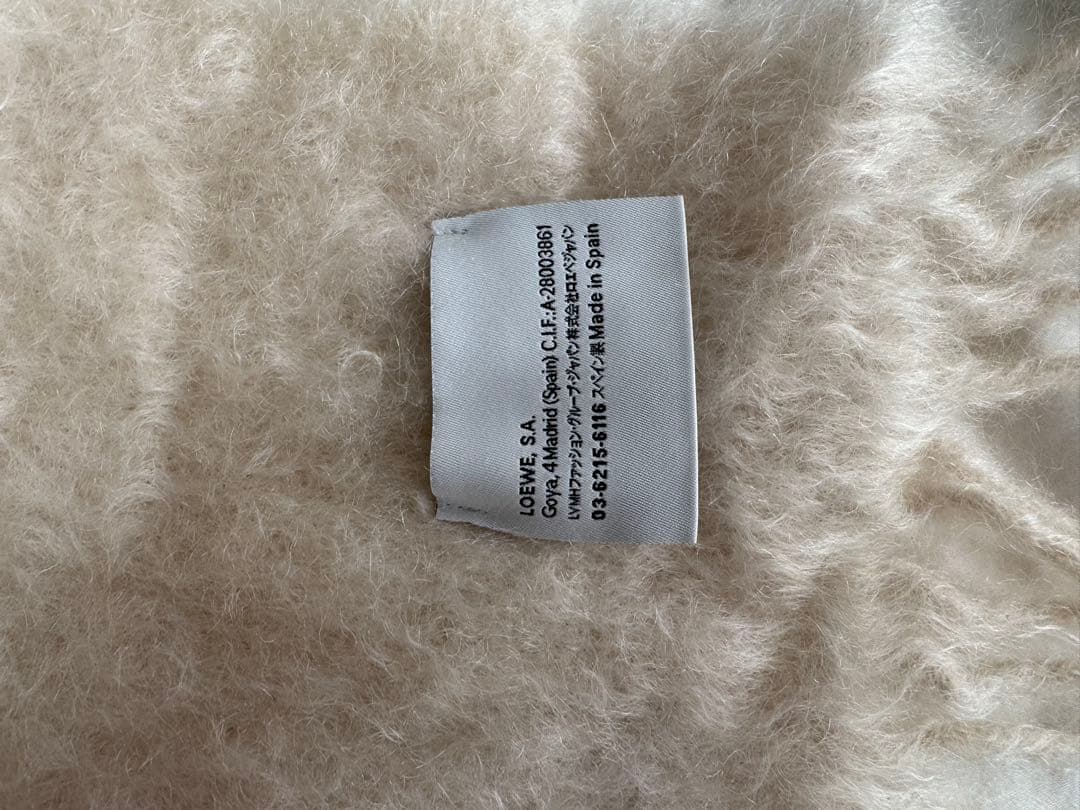 LOEWE, S.A.
Goya, 4 Madrid (Spain) C.I.F.:A-28003861
LVMHファッション・グループ・ジャパン株式会社ロエベジャパン
03-6215-6116 スペイン製 Made in Spain